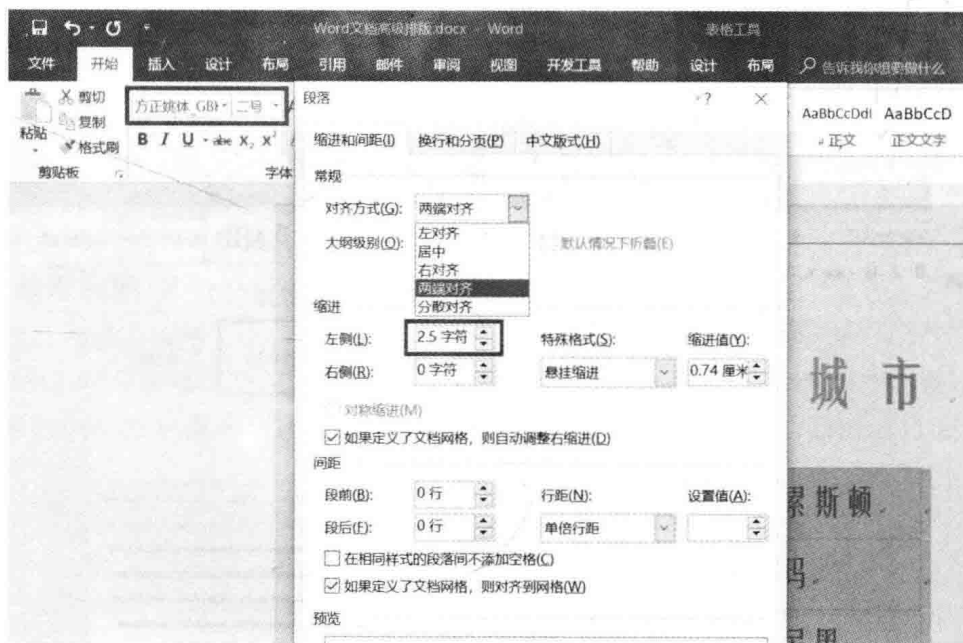 Word文档高级排版.docx - Word 表格工具
文件 开始 插入 设计 布局 引用 邮件 审阅 视图 开发工具 帮助 设计 布局 告诉我你想要做什么
剪切
复制
粘贴
格式刷
剪贴板
方正姚体_GBK 二号
B I U abc X₂ X²
字体
AaBbCcDdI AaBbCcD
正文 正文文字
段落 ? ×
缩进和间距(I) 换行和分页(P) 中文版式(H)
常规
对齐方式(G): 两端对齐
左对齐
居中
右对齐
两端对齐
分散对齐
大纲级别(O): 默认情况下折叠(E)
缩进
左侧(L): 2.5 字符 特殊格式(S): 缩进值(Y):
右侧(R): 0 字符 悬挂缩进 0.74 厘米
对称缩进(M)
如果定义了文档网格，则自动调整右缩进(D)
间距
段前(B): 0 行 行距(N): 设置值(A):
段后(F): 0 行 单倍行距
在相同样式的段落间不添加空格(C)
如果定义了文档网格，则对齐到网格(W)
预览
城市
累斯顿